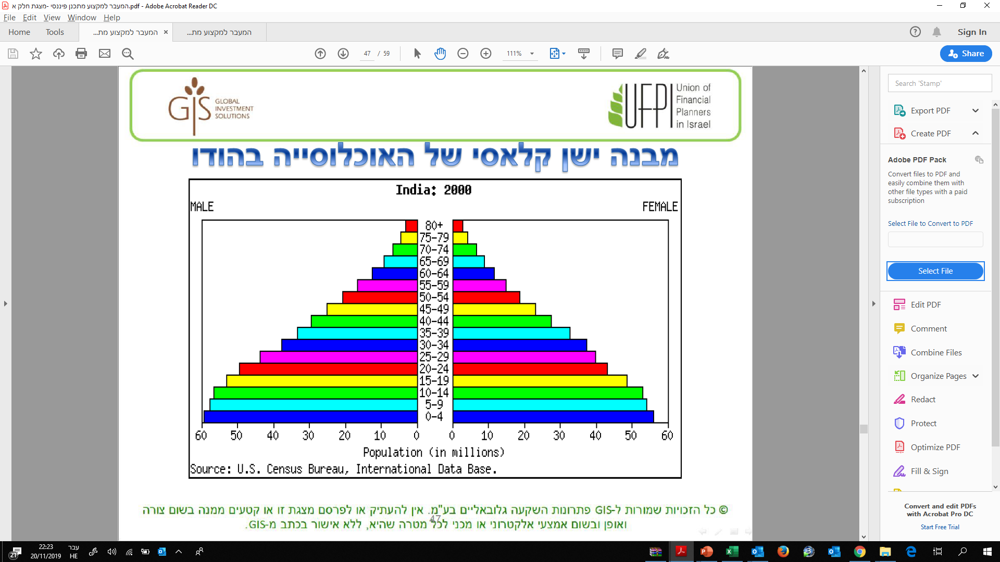 המעבר למקצוע מתכנן פיננסי -מצגת חלק א.pdf - Adobe Acrobat Reader DC
File Edit View Window Help
Home Tools המעבר למקצוע מת... המעבר למקצוע מת... Sign In
47 / 59 111% Share
GIS GLOBAL INVESTMENT SOLUTIONS
UFPI Union of Financial Planners in Israel
מבנה ישן קלאסי של האוכלוסייה בהודו
India: 2000
MALE FEMALE
80+
75-79
70-74
65-69
60-64
55-59
50-54
45-49
40-44
35-39
30-34
25-29
20-24
15-19
10-14
5-9
0-4
60 50 40 30 20 10 0 0 10 20 30 40 50 60
Population (in millions)
Source: U.S. Census Bureau, International Data Base.
© כל הזכויות שמורות ל-GIS פתרונות השקעה גלובאליים בע"מ. אין להעתיק או לפרסם מצגת זו או קטעים ממנה בשום צורה
ואופן ובשום אמצעי אלקטרוני או מכני לכל מטרה שהיא, ללא אישור בכתב מ-GIS.
47
Search 'Stamp'
Export PDF
Create PDF
Adobe PDF Pack
Convert files to PDF and
easily combine them with
other file types with a paid
subscription
Select File to Convert to PDF
Select File
Edit PDF
Comment
Combine Files
Organize Pages
Redact
Protect
Optimize PDF
Fill & Sign
Convert and edit PDFs
with Acrobat Pro DC
Start Free Trial
21
22:23
20/11/2019
עבר
HE